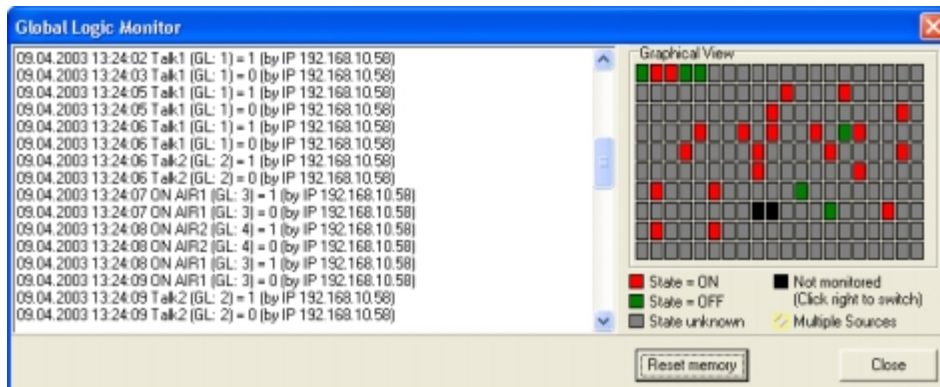 Global Logic Monitor
09.04.2003 13:24:02 Talk1 (GL: 1) = 1 (by IP 192.168.10.58)
09.04.2003 13:24:03 Talk1 (GL: 1) = 0 (by IP 192.168.10.58)
09.04.2003 13:24:05 Talk1 (GL: 1) = 1 (by IP 192.168.10.58)
09.04.2003 13:24:05 Talk1 (GL: 1) = 0 (by IP 192.168.10.58)
09.04.2003 13:24:06 Talk1 (GL: 1) = 1 (by IP 192.168.10.58)
09.04.2003 13:24:06 Talk1 (GL: 1) = 0 (by IP 192.168.10.58)
09.04.2003 13:24:06 Talk2 (GL: 2) = 1 (by IP 192.168.10.58)
09.04.2003 13:24:06 Talk2 (GL: 2) = 0 (by IP 192.168.10.58)
09.04.2003 13:24:07 ON AIR1 (GL: 3) = 1 (by IP 192.168.10.58)
09.04.2003 13:24:07 ON AIR1 (GL: 3) = 0 (by IP 192.168.10.58)
09.04.2003 13:24:08 ON AIR2 (GL: 4) = 1 (by IP 192.168.10.58)
09.04.2003 13:24:08 ON AIR2 (GL: 4) = 0 (by IP 192.168.10.58)
09.04.2003 13:24:08 ON AIR1 (GL: 3) = 1 (by IP 192.168.10.58)
09.04.2003 13:24:09 ON AIR1 (GL: 3) = 0 (by IP 192.168.10.58)
09.04.2003 13:24:09 Talk2 (GL: 2) = 1 (by IP 192.168.10.58)
09.04.2003 13:24:09 Talk2 (GL: 2) = 0 (by IP 192.168.10.58)
Graphical View
State = ON
State = OFF
State unknown
Not monitored
(Click right to switch)
Multiple Sources
Reset memory
Close